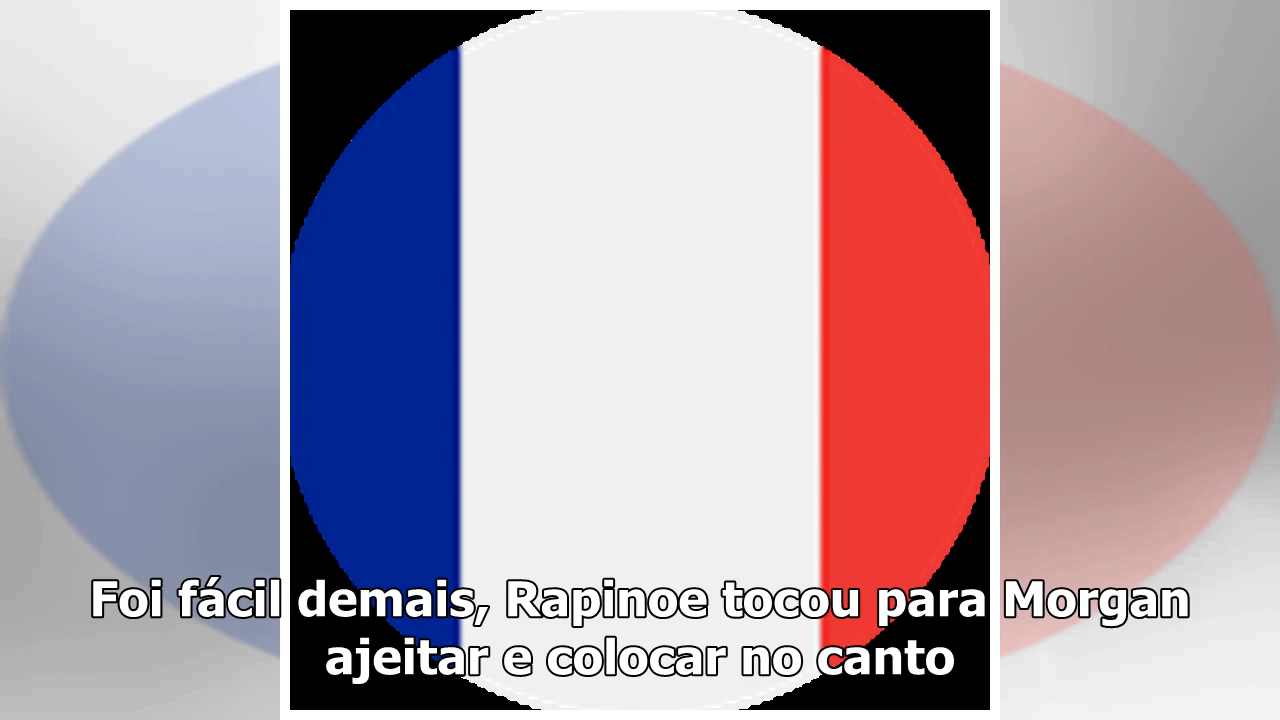 Foi fácil demais, Rapinoe tocou para Morgan
ajeitar e colocar no canto